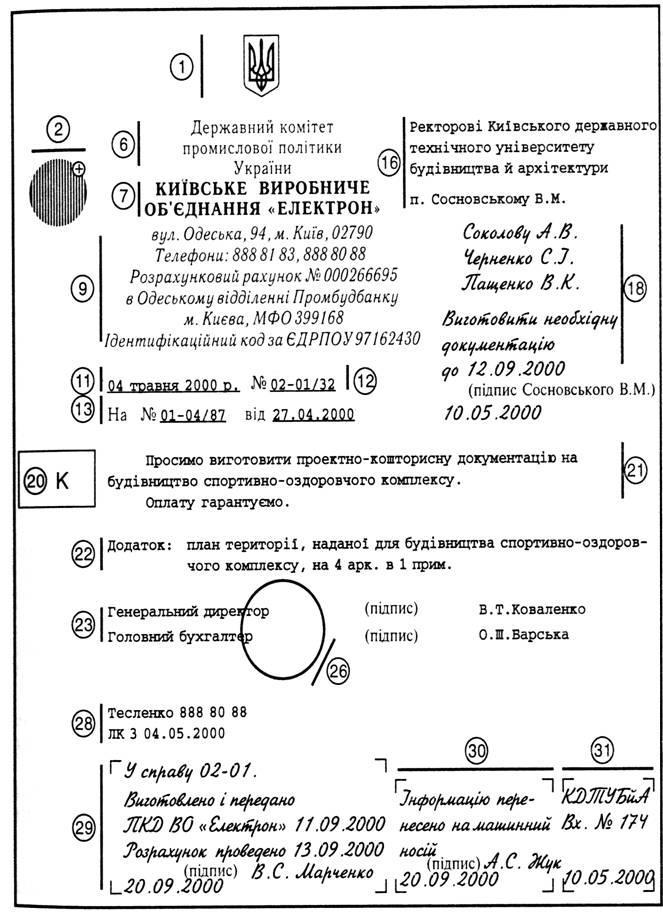 1
2
6
Державний комітет
промислової політики
України
7
КИЇВСЬКЕ ВИРОБНИЧЕ
ОБ'ЄДНАННЯ «ЕЛЕКТРОН»
16
Ректорові Київського державного
технічного університету
будівництва й архітектури
п. Сосновському В.М.
9
вул. Одеська, 94, м. Київ, 02790
Телефони: 888 81 83, 888 80 88
Розрахунковий рахунок № 000266695
в Одеському відділенні Промбудбанку
м. Києва, МФО 399168
Ідентифікаційний код за ЄДРПОУ 97162430
18
Соколову А.В.
Черненко С.І.
Пащенко В.К.
Виготовити необхідну
документацію
до 12.09.2000
(підпис Сосновського В.М.)
10.05.2000
11
04 травня 2000 р. № 02-01/32
12
13
На № 01-04/87 від 27.04.2000
20 К
Просимо виготовити проектно-кошторисну документацію на
будівництво спортивно-оздоровчого комплексу.
Оплату гарантуємо.
21
22
Додаток: план території, наданої для будівництва спортивно-оздоров-
чого комплексу, на 4 арк. в 1 прим.
23
Генеральний директор (підпис) В.Т.Коваленко
Головний бухгалтер (підпис) О.Ш.Варська
26
28
Тесленко 888 80 88
ЛК 3 04.05.2000
29
У справу 02-01.
Виготовлено і передано
ПКД ВО «Електрон» 11.09.2000
Розрахунок проведено 13.09.2000
(підпис) В.С. Марченко
20.09.2000
30
Інформацію пере-
несено на машинний
носій
(підпис) А.С. Жук
20.09.2000
31
КДТУБйА
Вх. № 174
10.05.2000